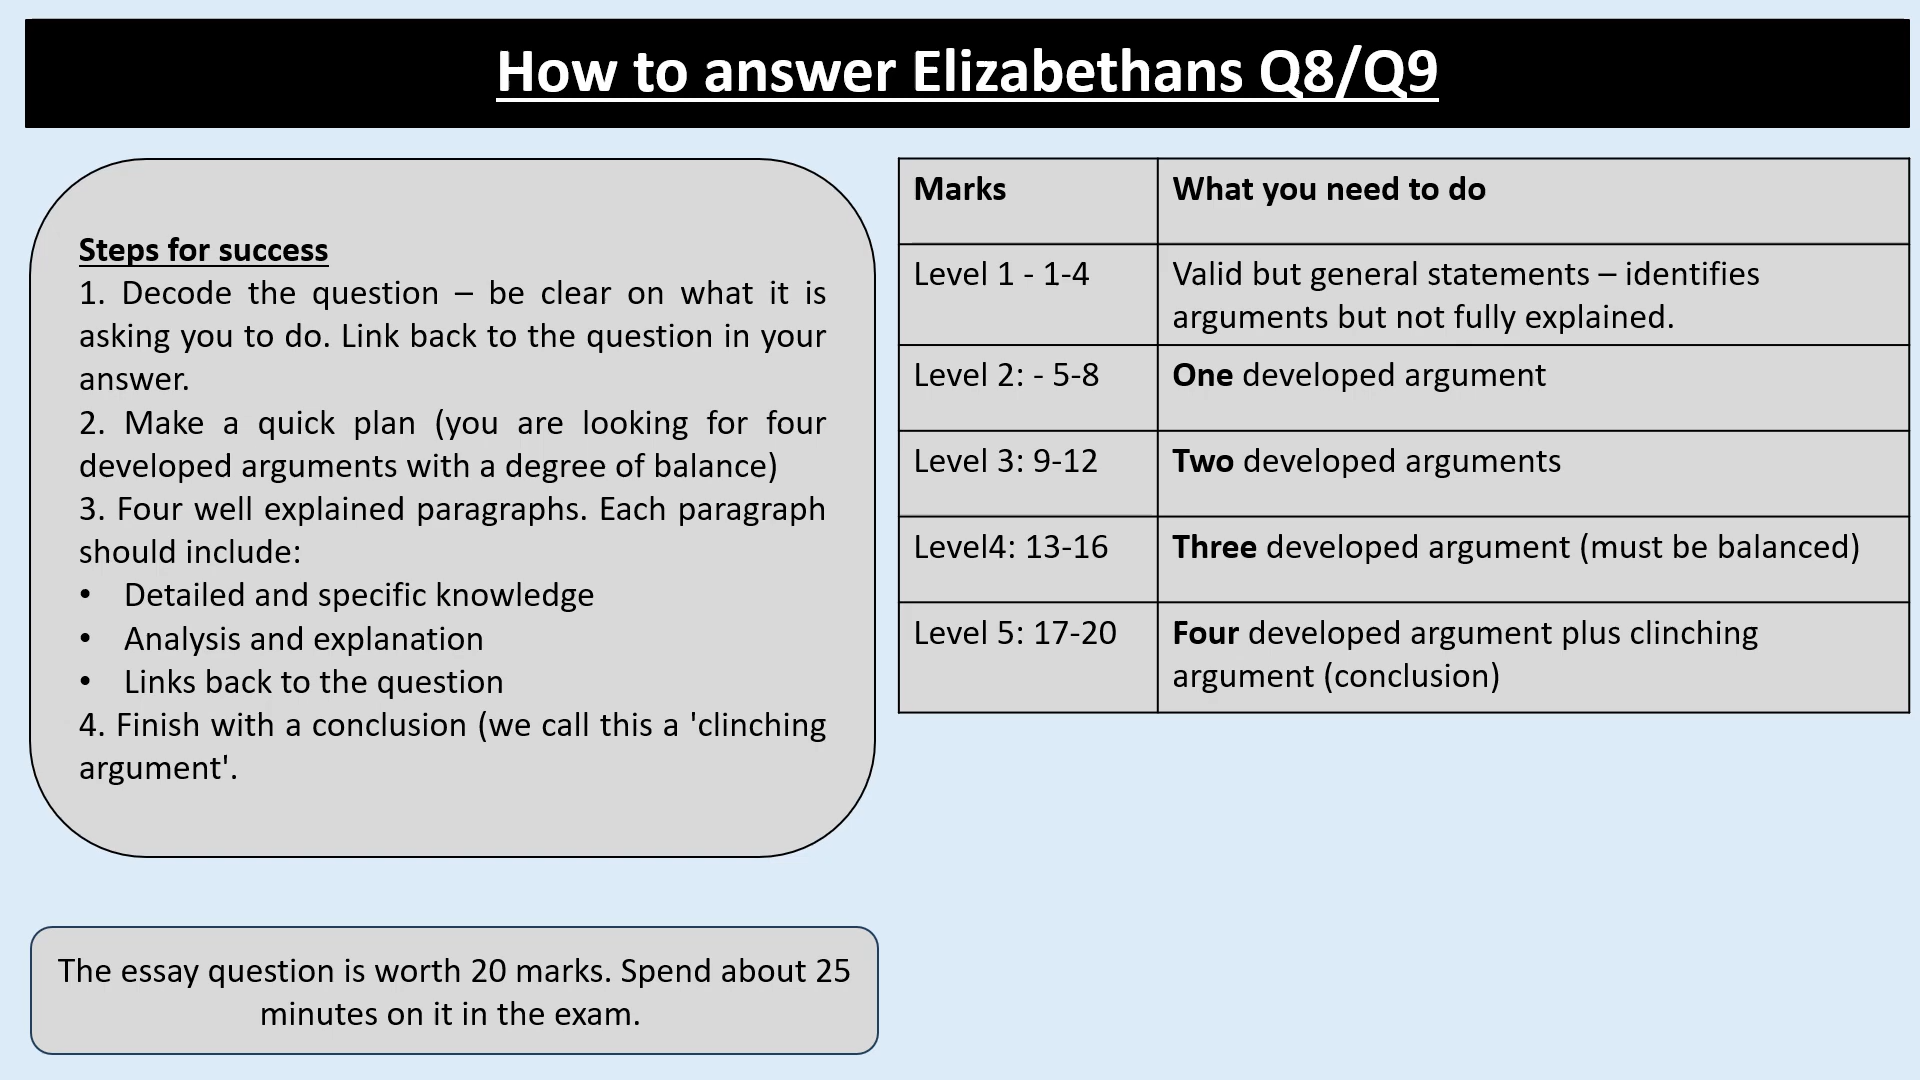 How to answer Elizabethans Q8/Q9
Steps for success
1. Decode the question – be clear on what it is
asking you to do. Link back to the question in your
answer.
2. Make a quick plan (you are looking for four
developed arguments with a degree of balance)
3. Four well explained paragraphs. Each paragraph
should include:
• Detailed and specific knowledge
• Analysis and explanation
• Links back to the question
4. Finish with a conclusion (we call this a 'clinching
argument'.
The essay question is worth 20 marks. Spend about 25
minutes on it in the exam.
Marks
What you need to do
Level 1 - 1-4
Valid but general statements – identifies
arguments but not fully explained.
Level 2: - 5-8
One developed argument
Level 3: 9-12
Two developed arguments
Level4: 13-16
Three developed argument (must be balanced)
Level 5: 17-20
Four developed argument plus clinching
argument (conclusion)